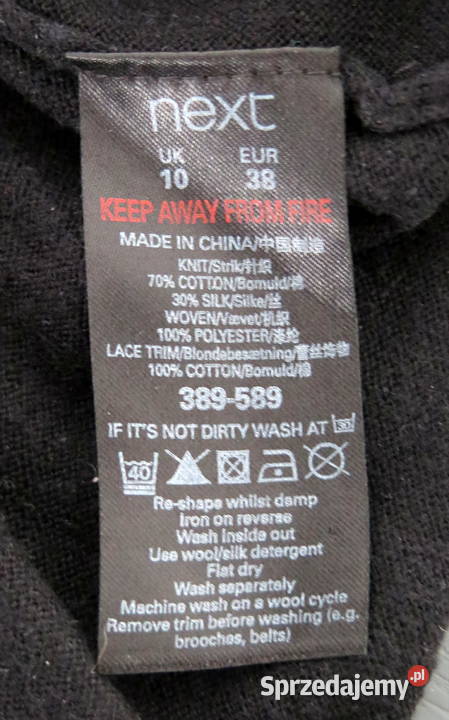 next
UK EUR
10 38
KEEP AWAY FROM FIRE
MADE IN CHINA/中国制造
KNIT/Strik/针织
70% COTTON/Bomuld/棉
30% SILK/Silke/丝
WOVEN/Vævet/机织
100% POLYESTER/涤纶
LACE TRIM/Blondebesætning/蕾丝饰物
100% COTTON/Bomuld/棉
389-589
IF IT'S NOT DIRTY WASH AT 30
40
Re-shape whilst damp
Iron on reverse
Wash inside out
Use wool/silk detergent
Flat dry
Wash separately
Machine wash on a wool cycle
Remove trim before washing (e.g.
brooches, belts)
Sprzedajemy.pl